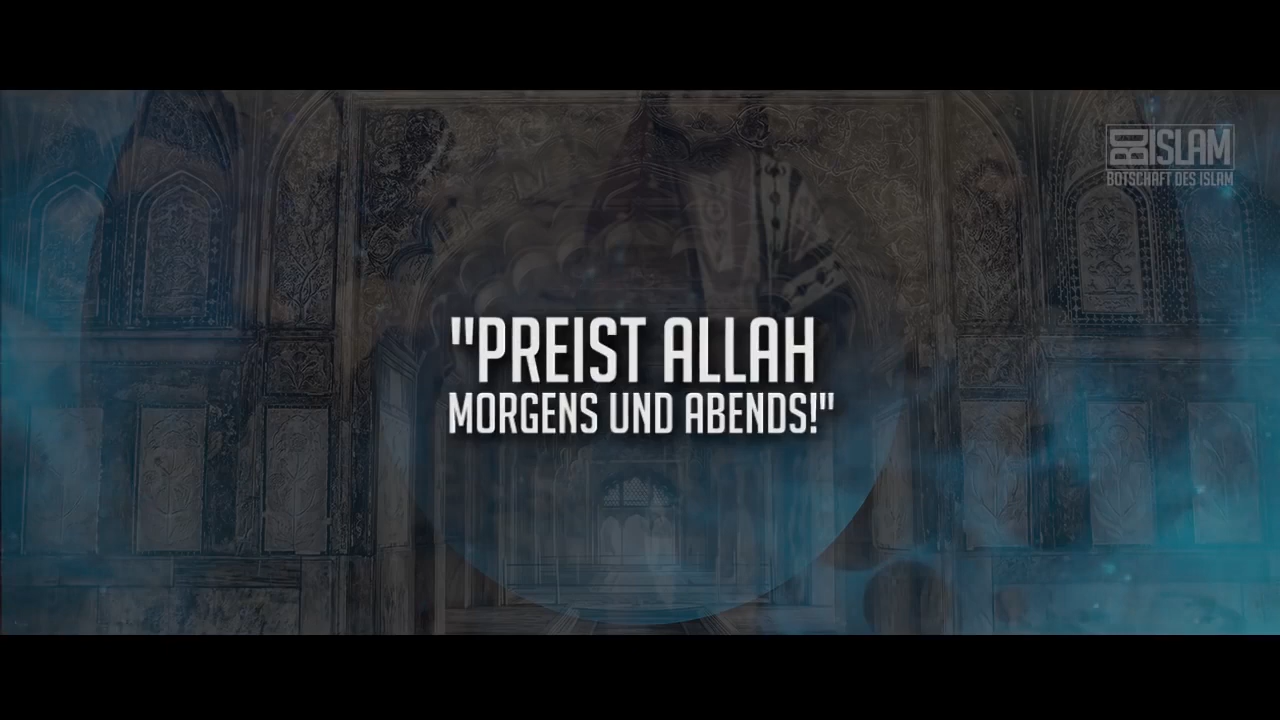 BDISLAM
BOTSCHAFT DES ISLAM
"PREIST ALLAH
MORGENS UND ABENDS!"